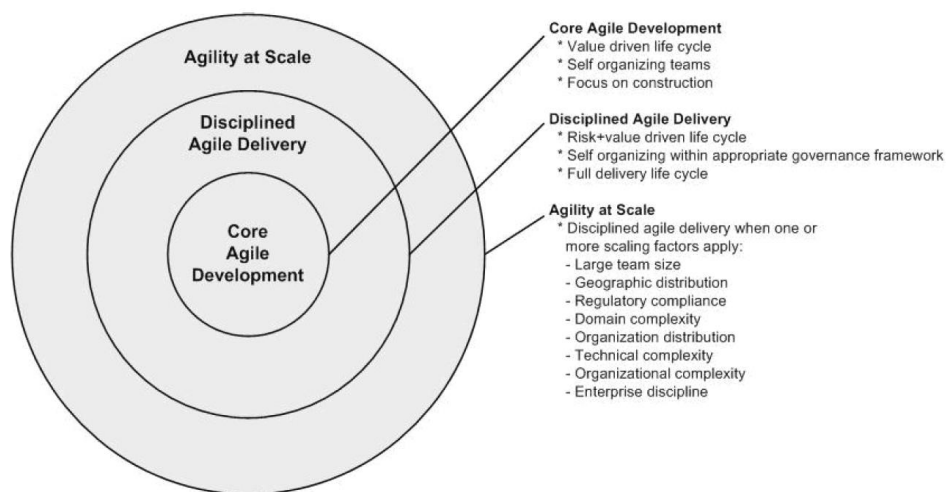 Agility at Scale
Disciplined
Agile Delivery
Core
Agile
Development
Core Agile Development
* Value driven life cycle
* Self organizing teams
* Focus on construction
Disciplined Agile Delivery
* Risk+value driven life cycle
* Self organizing within appropriate governance framework
* Full delivery life cycle
Agility at Scale
* Disciplined agile delivery when one or
more scaling factors apply:
- Large team size
- Geographic distribution
- Regulatory compliance
- Domain complexity
- Organization distribution
- Technical complexity
- Organizational complexity
- Enterprise discipline